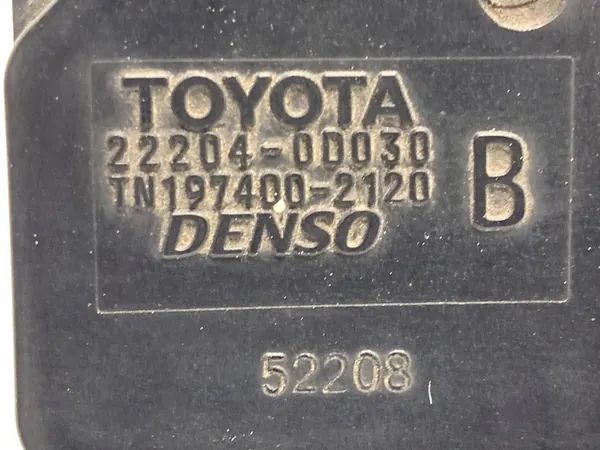 TOYOTA
22204-0D030
TN197400-2120
DENSO
B
52208